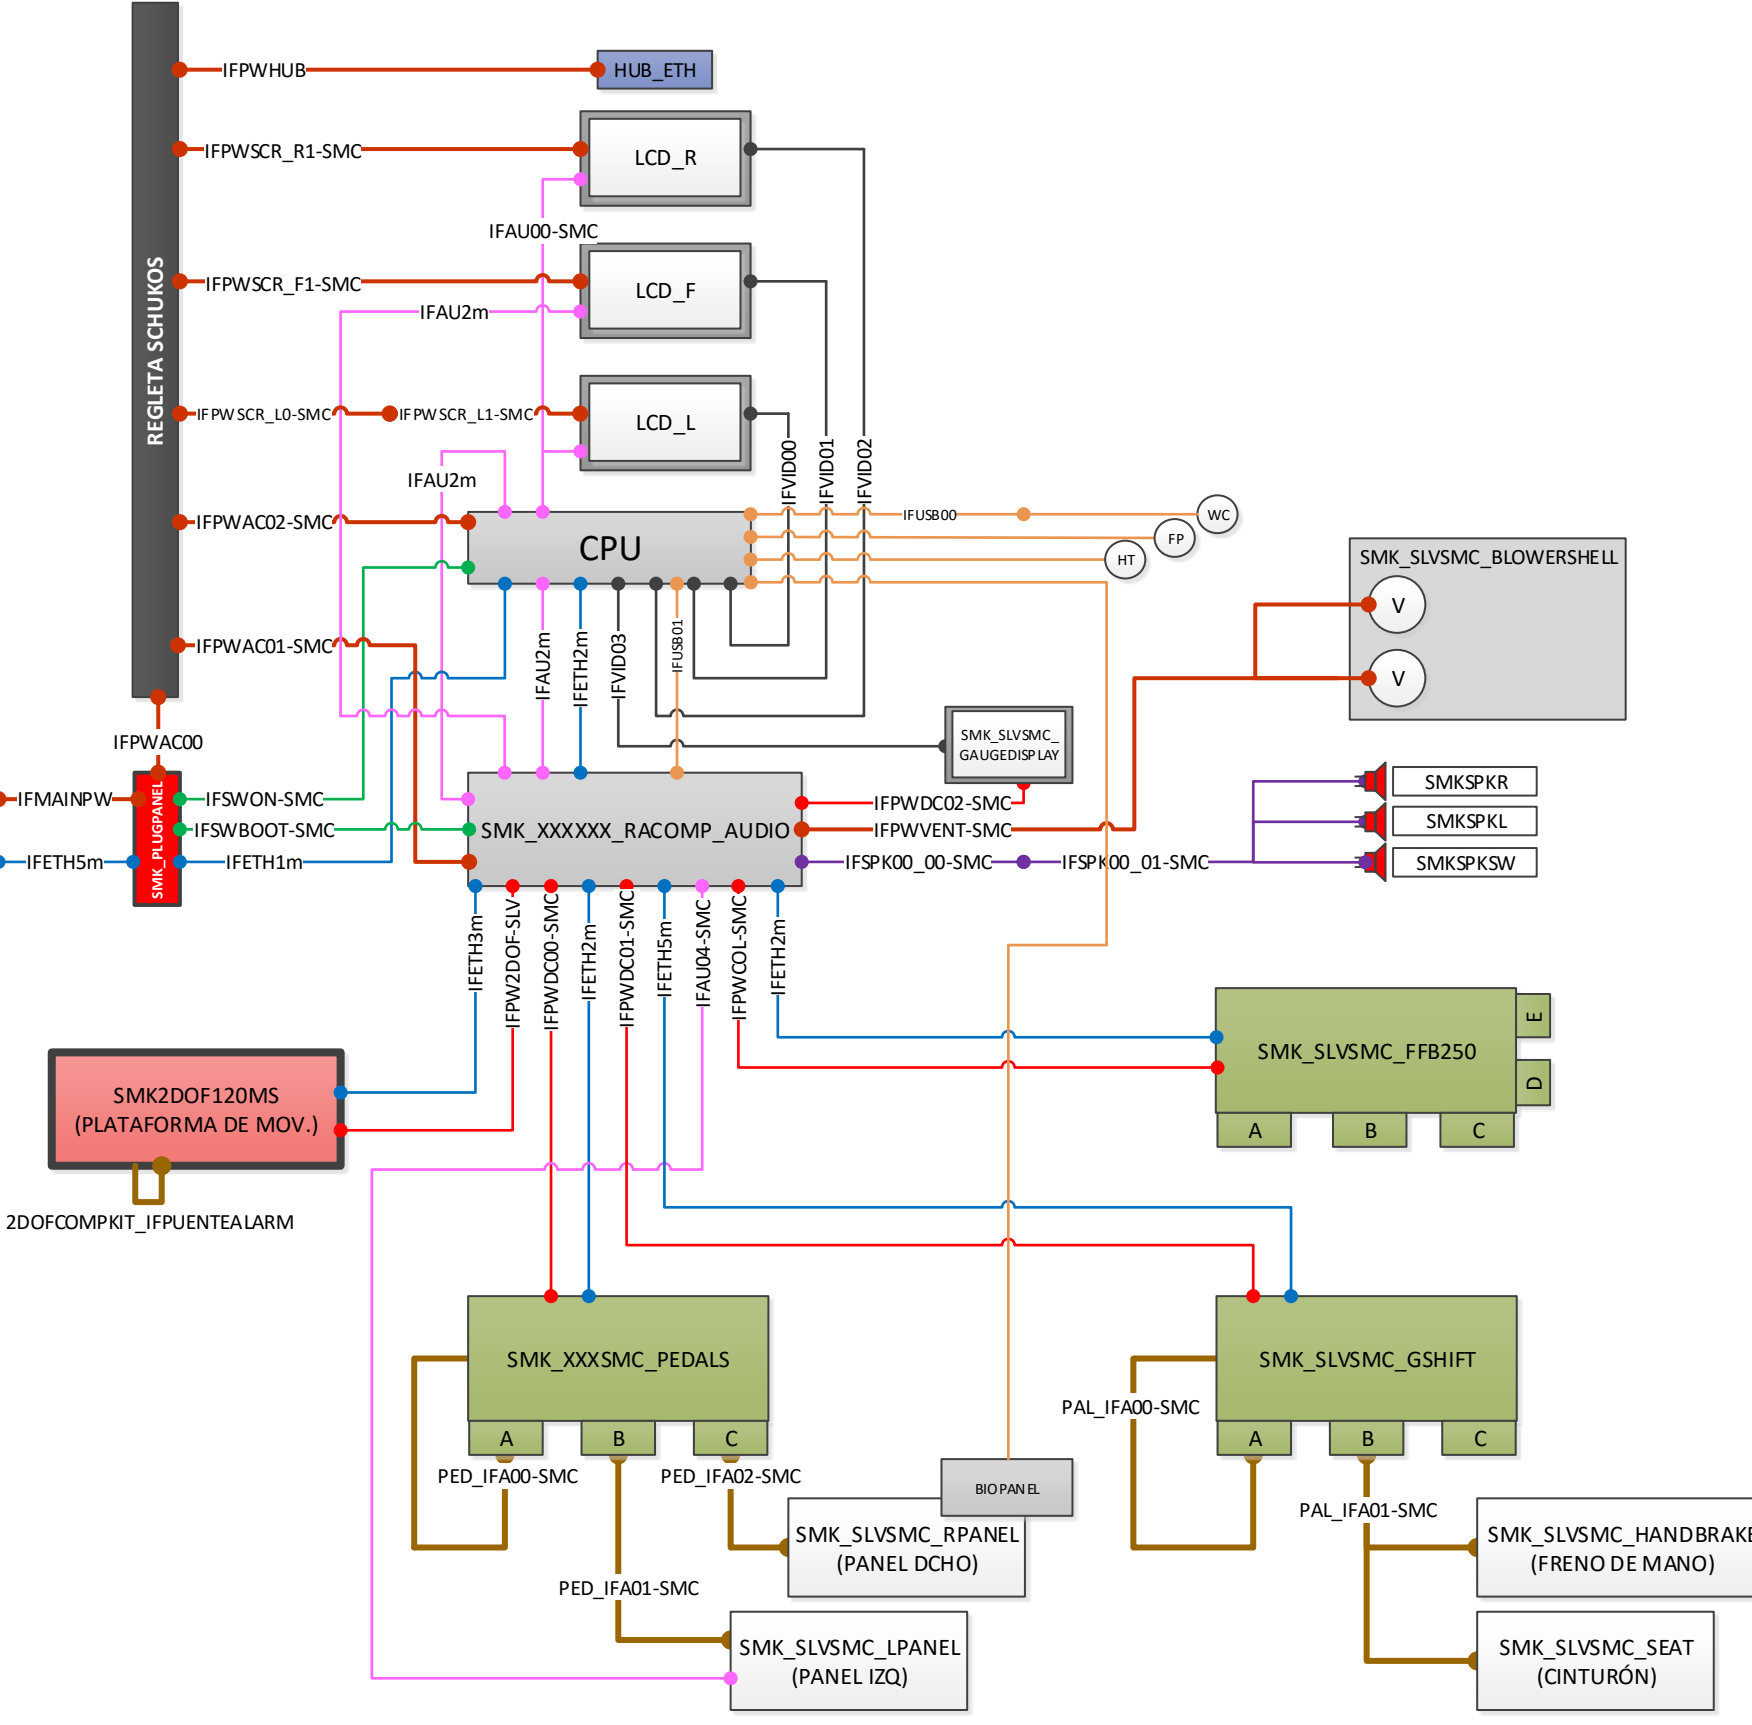 IFPWHUB
HUB_ETH
IFPWSCR_R1-SMC
LCD_R
IFAU00-SMC
REGLETA SCHUKOS
IFPWSCR_F1-SMC
LCD_F
IFAU2m
IFPWSCR_L0-SMC
IFPWSCR_L1-SMC
LCD_L
IFVID00
IFVID01
IFVID02
IFAU2m
IFPWAC02-SMC
CPU
IFUSB00
WC
FP
HT
SMK_SLVSMC_BLOWERSHELL
V
V
IFPWAC01-SMC
IFAU2m
IFETH2m
IFVID03
IFUSB01
IFPWAC00
SMK_SLVSMC_
GAUGEDISPLAY
IFMAINPW
SMK_PLUGPANEL
IFSWON-SMC
IFSWBOOT-SMC
IFETH5m
IFETH1m
SMK_XXXXXX_RACOMP_AUDIO
IFPWDC02-SMC
IFPWVENT-SMC
IFSPK00_00-SMC
IFSPK00_01-SMC
SMKSPKR
SMKSPKL
SMKSPKSW
IFETH3m
IFPW2DOF-SLV
IFPWDC00-SMC
IFETH2m
IFPWDC01-SMC
IFETH5m
IFAU04-SMC
IFPWCOL-SMC
IFETH2m
SMK2DOF120MS
(PLATAFORMA DE MOV.)
2DOFCOMPKIT_IFPUENTEALARM
SMK_SLVSMC_FFB250
E
D
A
B
C
SMK_XXXSMC_PEDALS
A
B
C
PED_IFA00-SMC
PED_IFA02-SMC
PED_IFA01-SMC
BIOPANEL
SMK_SLVSMC_RPANEL
(PANEL DCHO)
SMK_SLVSMC_LPANEL
(PANEL IZQ)
SMK_SLVSMC_GSHIFT
PAL_IFA00-SMC
A
B
C
PAL_IFA01-SMC
SMK_SLVSMC_HANDBRAKE
(FRENO DE MANO)
SMK_SLVSMC_SEAT
(CINTURÓN)